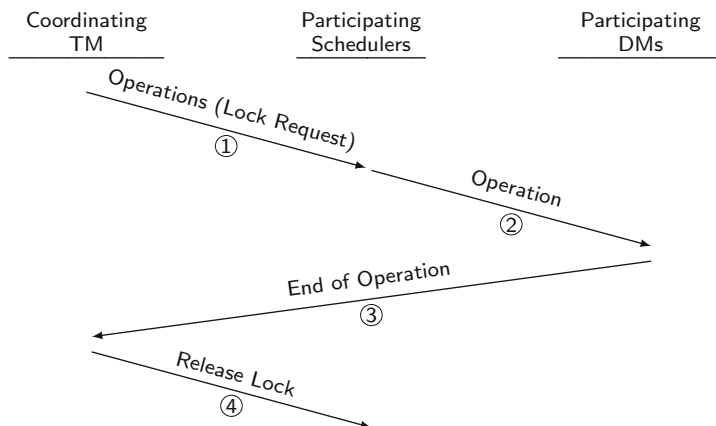 Coordinating
TM
Participating
Schedulers
Participating
DMs
Operations (Lock Request)
①
Operation
②
End of Operation
③
Release Lock
④